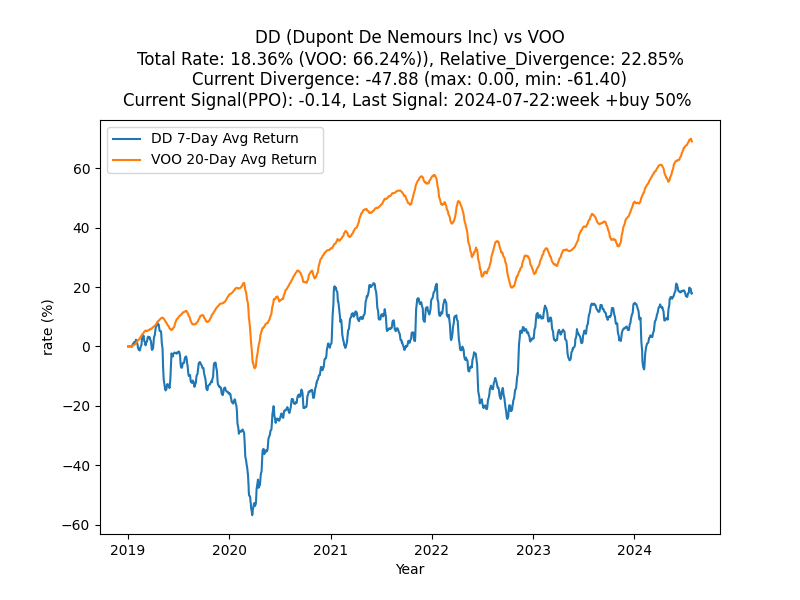 DD (Dupont De Nemours Inc) vs VOO
Total Rate: 18.36% (VOO: 66.24%)), Relative_Divergence: 22.85%
Current Divergence: -47.88 (max: 0.00, min: -61.40)
Current Signal(PPO): -0.14, Last Signal: 2024-07-22:week +buy 50%
DD 7-Day Avg Return
VOO 20-Day Avg Return
rate (%)
60
40
20
0
−20
−40
−60
2019 2020 2021 2022 2023 2024
Year